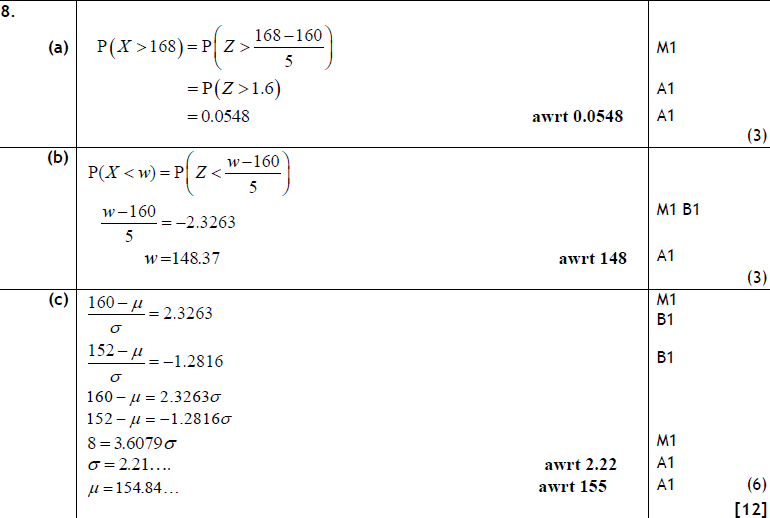 8.
(a) P(X > 168) = P(Z > (168 − 160)/5) M1
= P(Z > 1.6) A1
= 0.0548 awrt 0.0548 A1
(3)
(b) P(X < w) = P(Z < (w − 160)/5)
(w − 160)/5 = −2.3263 M1 B1
w = 148.37 awrt 148 A1
(3)
(c) (160 − μ)/σ = 2.3263 M1
B1
(152 − μ)/σ = −1.2816 B1
160 − μ = 2.3263σ
152 − μ = −1.2816σ
8 = 3.6079σ M1
σ = 2.21.... awrt 2.22 A1
μ = 154.84... awrt 155 A1 (6)
[12]